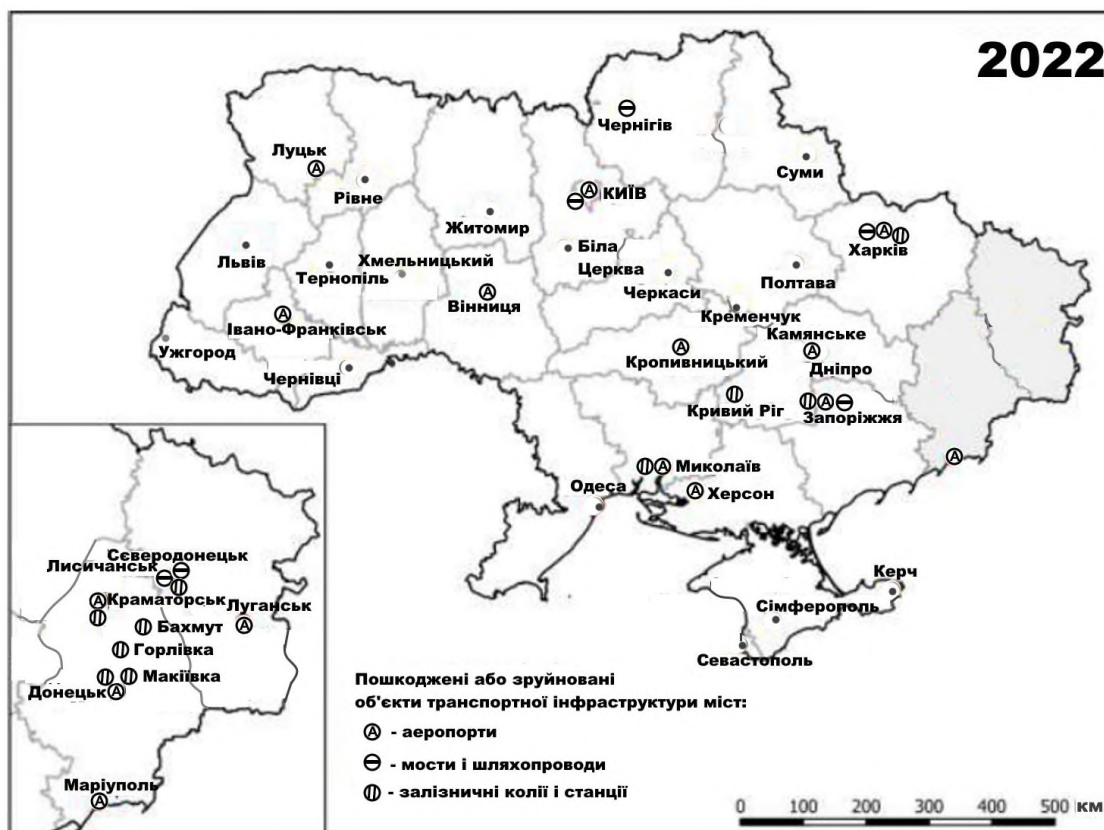 2022
Чернігів
Луцьк
Рівне
Суми
КИЇВ
Житомир
Харків
Львів
Тернопіль
Хмельницький
Біла
Церква
Черкаси
Полтава
Вінниця
Івано-Франківськ
Кременчук
Ужгород
Чернівці
Кропивницький
Камянське
Дніпро
Кривий Ріг
Запоріжжя
Миколаїв
Одеса
Херсон
Керч
Сімферополь
Севастополь
Сєверодонецьк
Лисичанськ
Краматорськ
Луганськ
Бахмут
Горлівка
Макіївка
Донецьк
Маріуполь
Пошкоджені або зруйновані
об'єкти транспортної інфраструктури міст:
А - аеропорти
- мости і шляхопроводи
- залізничні колії і станції
0 100 200 300 400 500 км